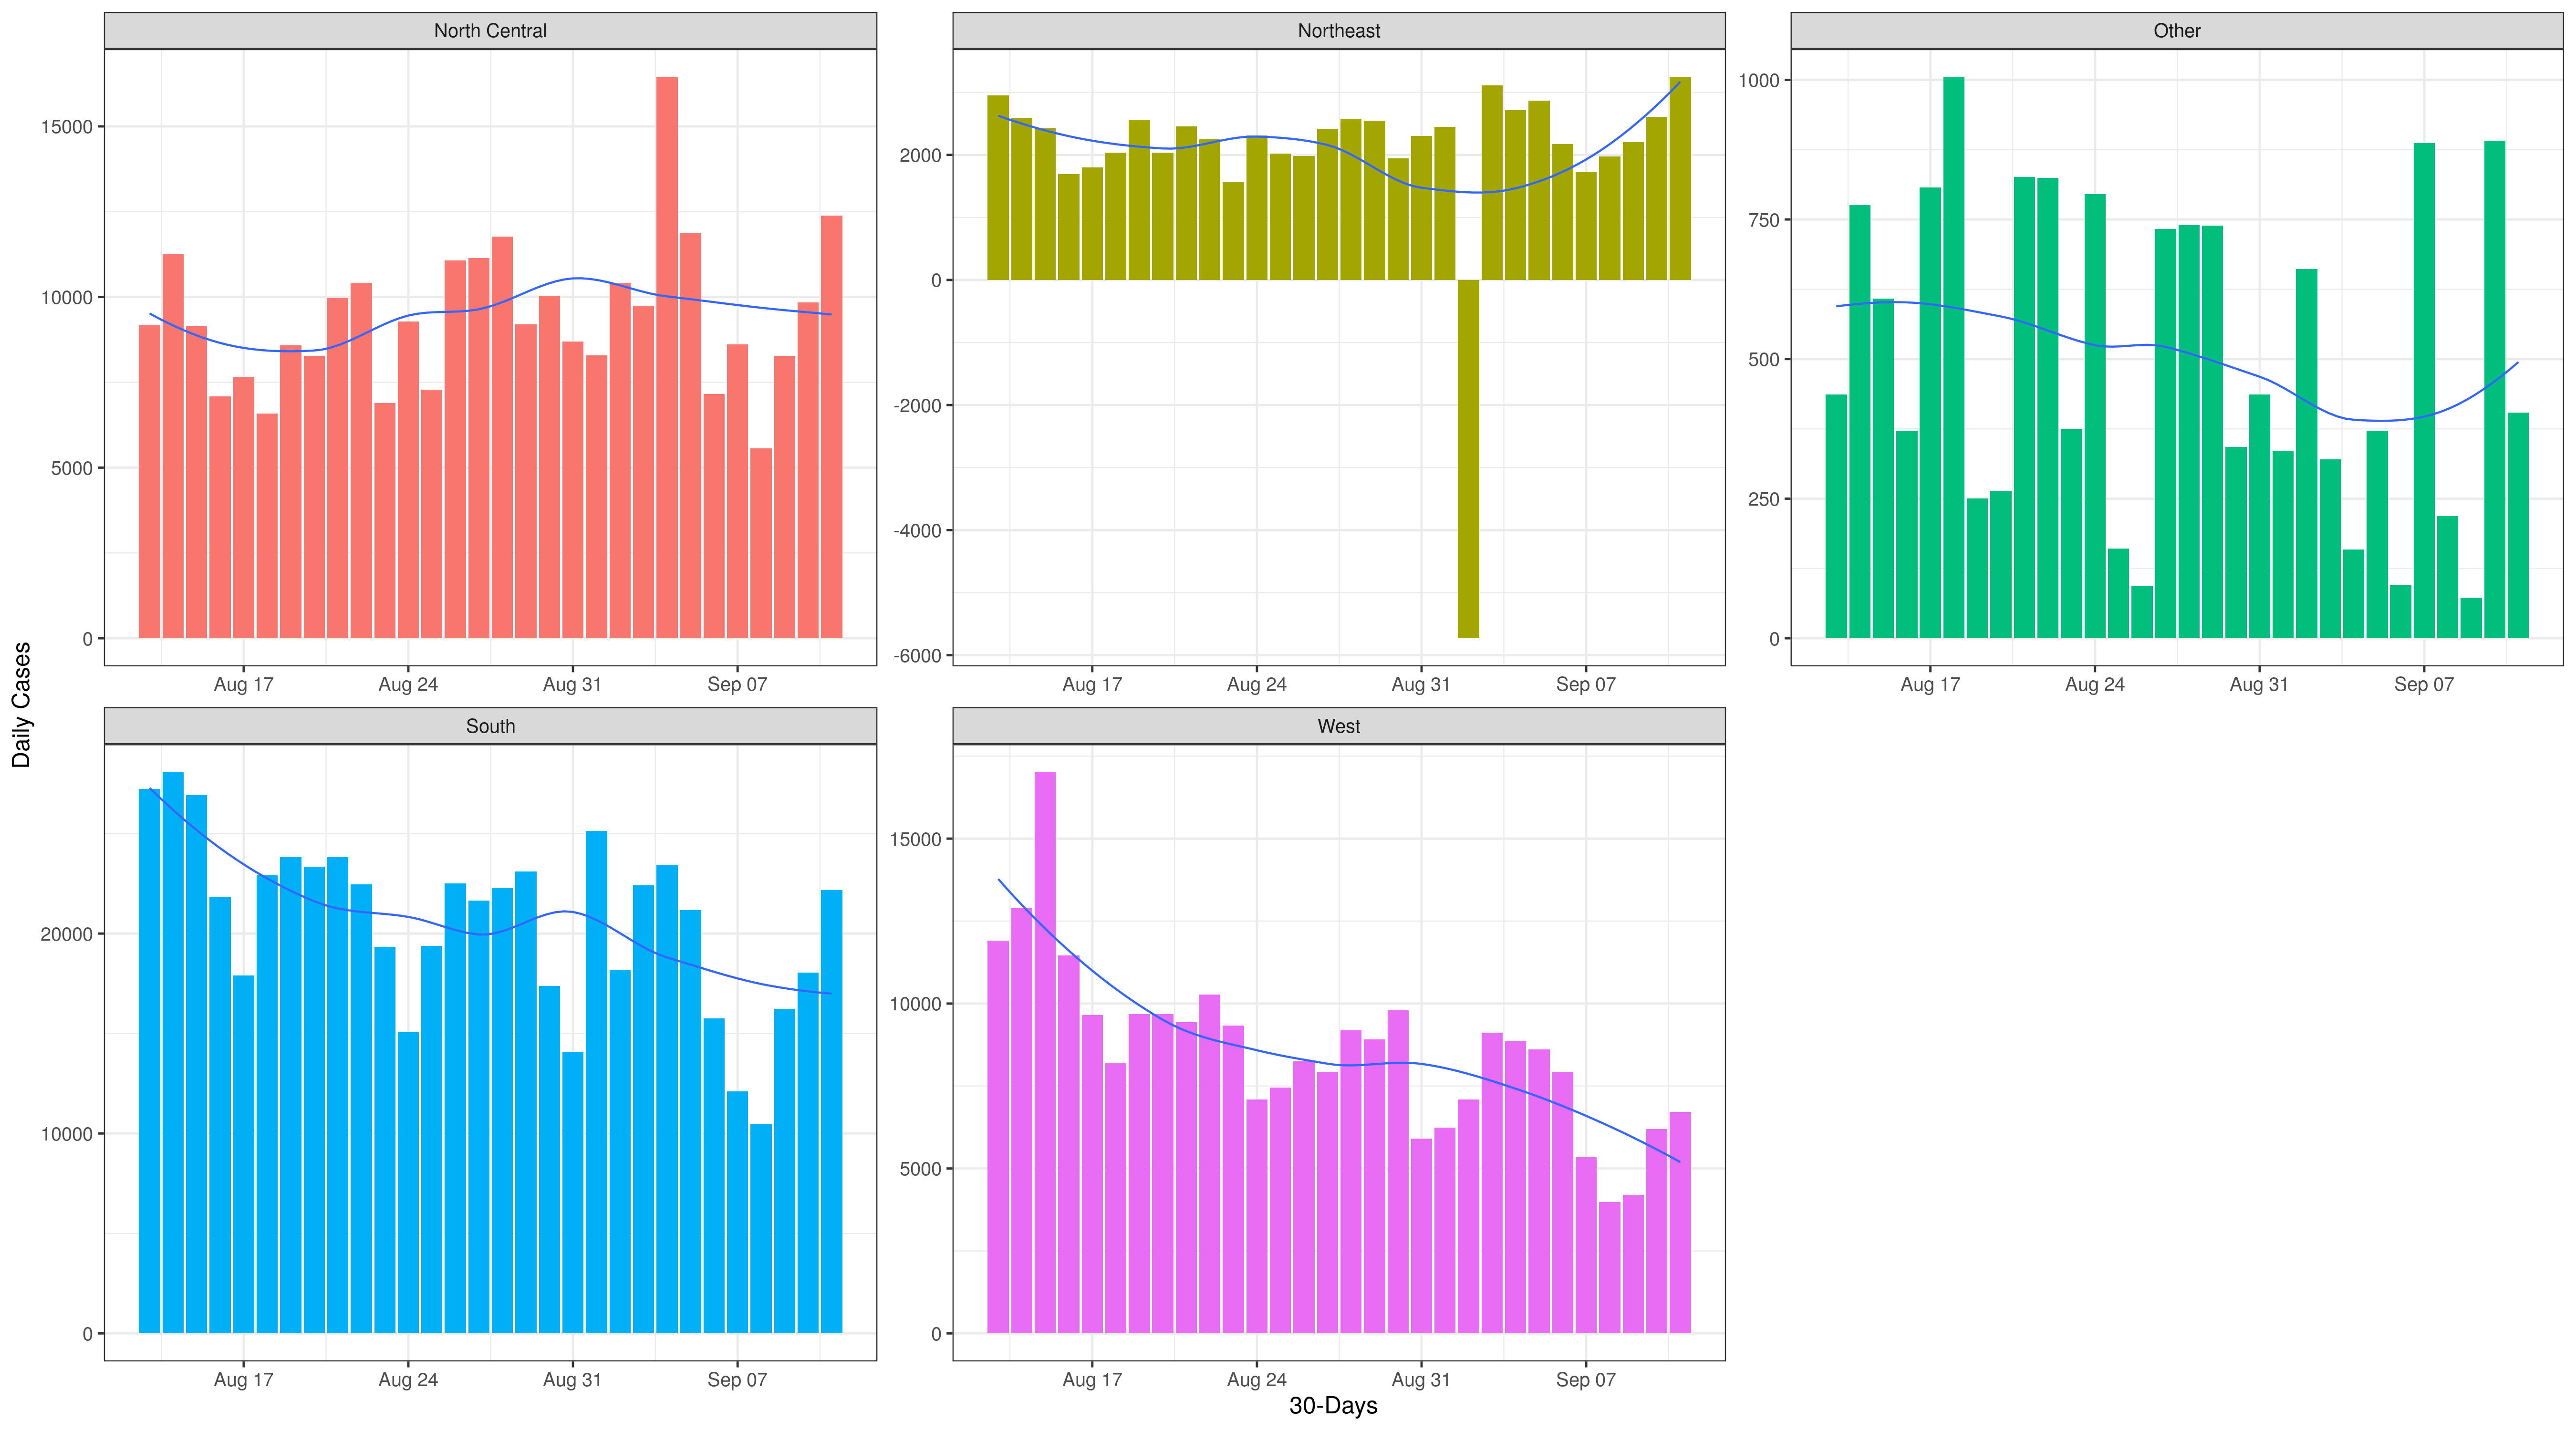 North Central
Northeast
Other
Daily Cases
15000
10000
5000
0
Aug 17
Aug 24
Aug 31
Sep 07
2000
0
-2000
-4000
-6000
Aug 17
Aug 24
Aug 31
Sep 07
1000
750
500
250
0
Aug 17
Aug 24
Aug 31
Sep 07
South
West
20000
10000
0
Aug 17
Aug 24
Aug 31
Sep 07
15000
10000
5000
0
Aug 17
Aug 24
Aug 31
Sep 07
30-Days